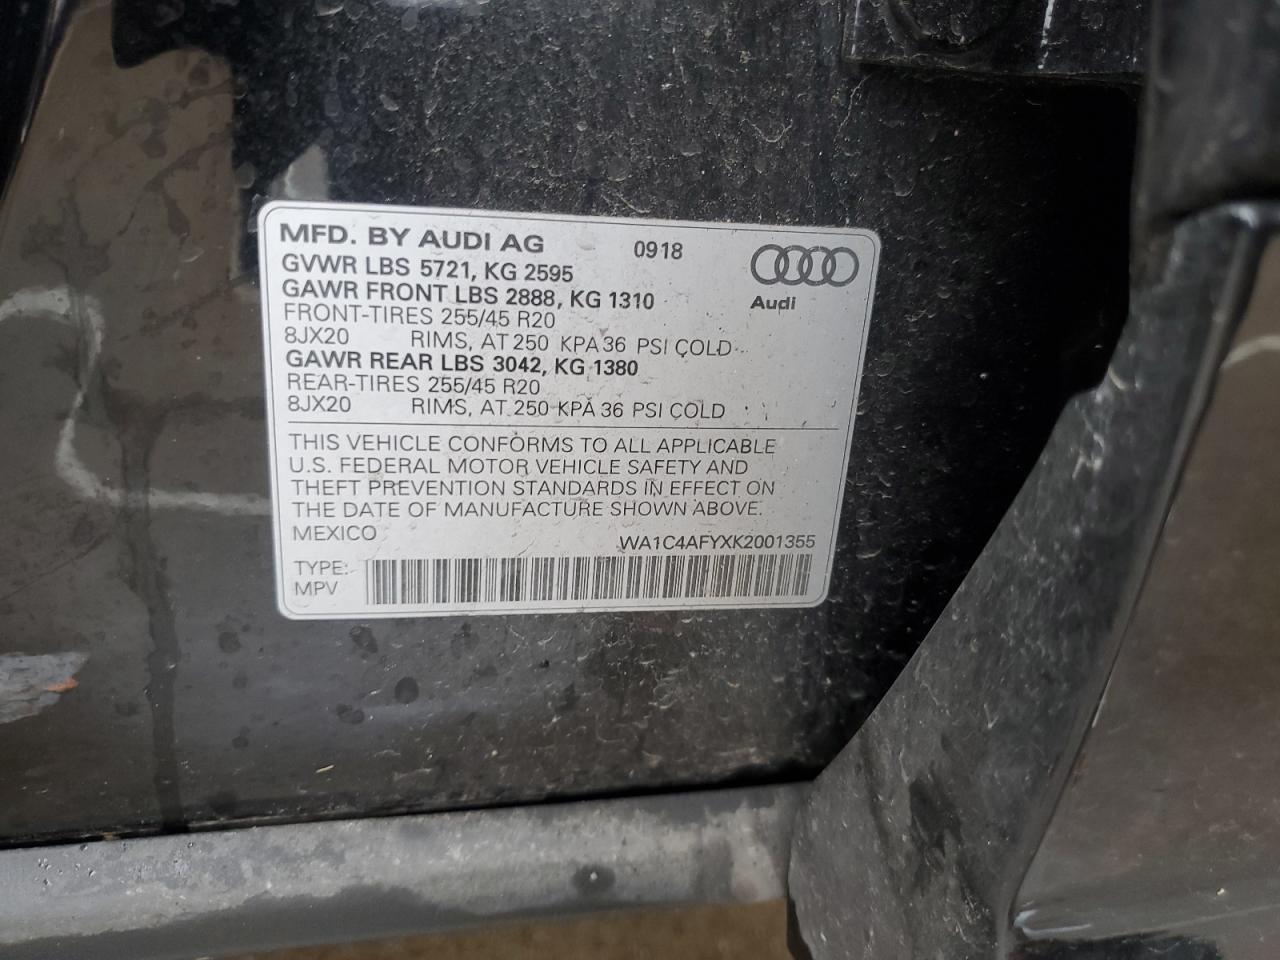 MFD. BY AUDI AG 0918
GVWR LBS 5721, KG 2595
GAWR FRONT LBS 2888, KG 1310
Audi
FRONT-TIRES 255/45 R20
8JX20 RIMS, AT 250 KPA 36 PSI COLD
GAWR REAR LBS 3042, KG 1380
REAR-TIRES 255/45 R20
8JX20 RIMS, AT 250 KPA 36 PSI COLD
THIS VEHICLE CONFORMS TO ALL APPLICABLE
U.S. FEDERAL MOTOR VEHICLE SAFETY AND
THEFT PREVENTION STANDARDS IN EFFECT ON
THE DATE OF MANUFACTURE SHOWN ABOVE.
MEXICO WA1C4AFYXK2001355
TYPE:
MPV